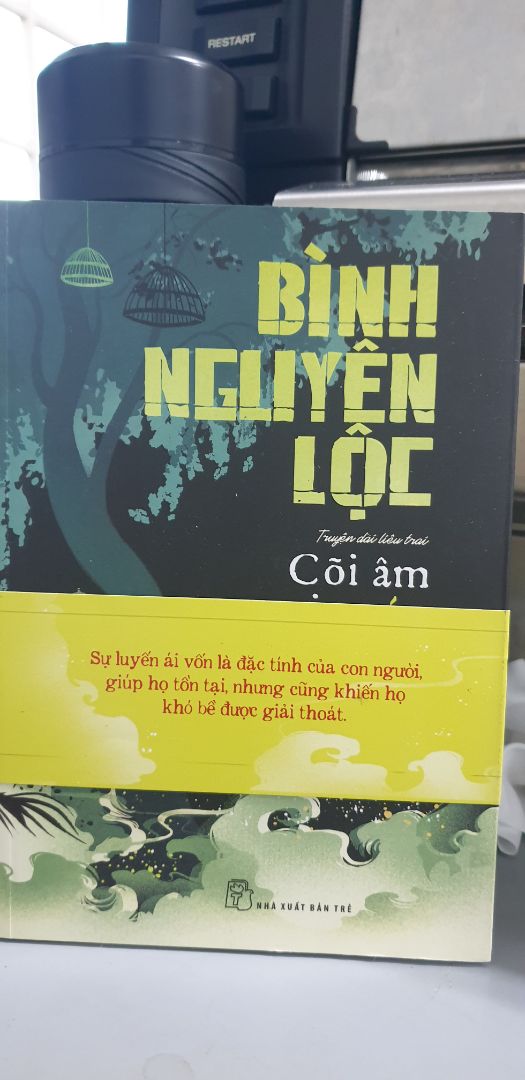 RESTART
BÌNH
NGUYÊN
LỘC
Truyện dài liêu trai
Cõi âm
Sự luyến ái vốn là đặc tính của con người,
giúp họ tồn tại, nhưng cũng khiến họ
khó bề được giải thoát.
T
NHÀ XUẤT BẢN TRẺ